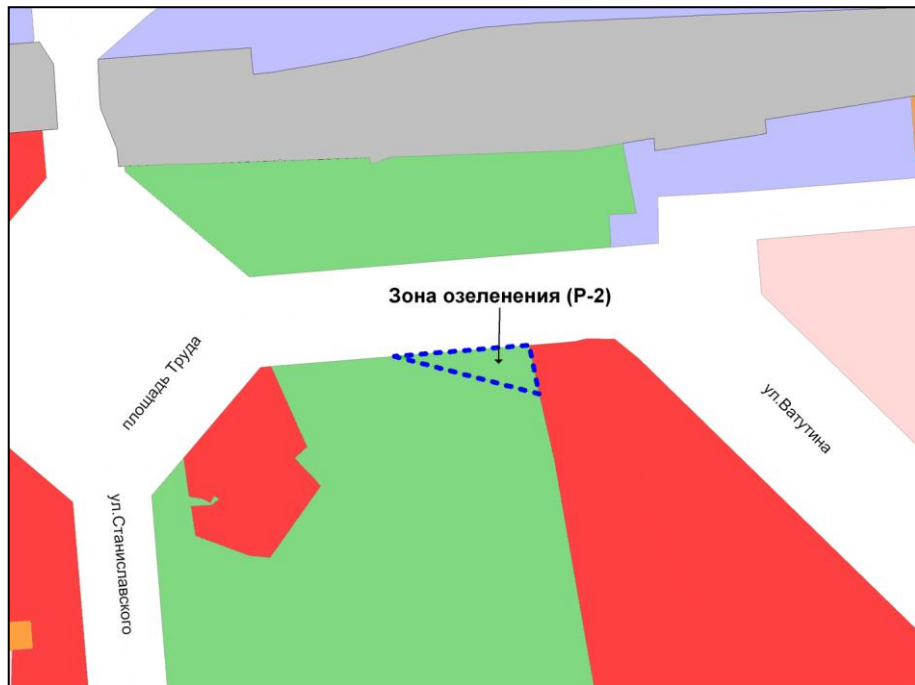 Зона озеленения (Р-2)
площадь Труда
ул.Ватутина
ул.Станиславского